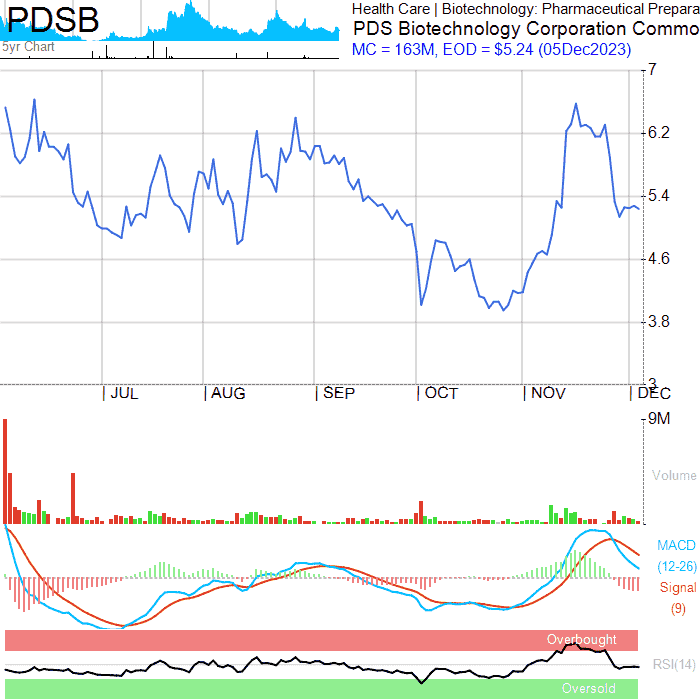 PDSB
5yr Chart
Health Care | Biotechnology: Pharmaceutical Prepara
PDS Biotechnology Corporation Commo
MC = 163M, EOD = $5.24 (05Dec2023)
7
6.2
5.4
4.6
3.8
3
JUL
AUG
SEP
OCT
NOV
DEC
9M
Volume
MACD
(12-26)
Signal
(9)
Overbought
RSI(14)
Oversold